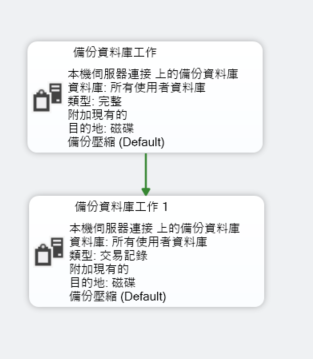 備份資料庫工作
本機伺服器連接 上的備份資料庫
資料庫: 所有使用者資料庫
類型: 完整
附加現有的
目的地: 磁碟
備份壓縮 (Default)
備份資料庫工作 1
本機伺服器連接 上的備份資料庫
資料庫: 所有使用者資料庫
類型: 交易記錄
附加現有的
目的地: 磁碟
備份壓縮 (Default)